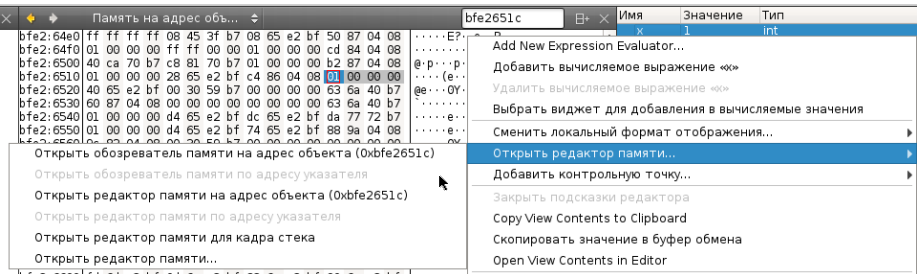 Память на адрес объ...
bfe2651c
Имя Значение Тип
x 1 int
bfe2:64e0 ff ff ff ff 08 45 3f b7 08 65 e2 bf 50 87 04 08
bfe2:64f0 01 00 00 00 ff ff 00 00 01 00 00 00 cd 84 04 08
bfe2:6500 40 ca 70 b7 c8 81 70 b7 01 00 00 00 b2 87 04 08 @·p···p·
bfe2:6510 01 00 00 00 28 65 e2 bf c4 86 04 08 01 00 00 00 ····(e··
bfe2:6520 40 65 e2 bf 00 30 59 b7 00 00 00 00 63 6a 40 b7 @e···0Y·
bfe2:6530 60 87 04 08 00 00 00 00 00 00 00 00 63 6a 40 b7
bfe2:6540 01 00 00 00 d4 65 e2 bf dc 65 e2 bf da 77 72 b7 ·····e··
bfe2:6550 01 00 00 00 d4 65 e2 bf 74 65 e2 bf 88 9a 04 08 ·····e··
Add New Expression Evaluator...
Добавить вычисляемое выражение «x»
Удалить вычисляемое выражение «x»
Выбрать виджет для добавления в вычисляемые значения
Сменить локальный формат отображения...
Открыть редактор памяти...
Добавить контрольную точку...
Закрыть подсказки редактора
Copy View Contents to Clipboard
Скопировать значение в буфер обмена
Open View Contents in Editor
Открыть обозреватель памяти на адрес объекта (0xbfe2651c)
Открыть обозреватель памяти по адресу указателя
Открыть редактор памяти на адрес объекта (0xbfe2651c)
Открыть редактор памяти по адресу указателя
Открыть редактор памяти для кадра стека
Открыть редактор памяти...